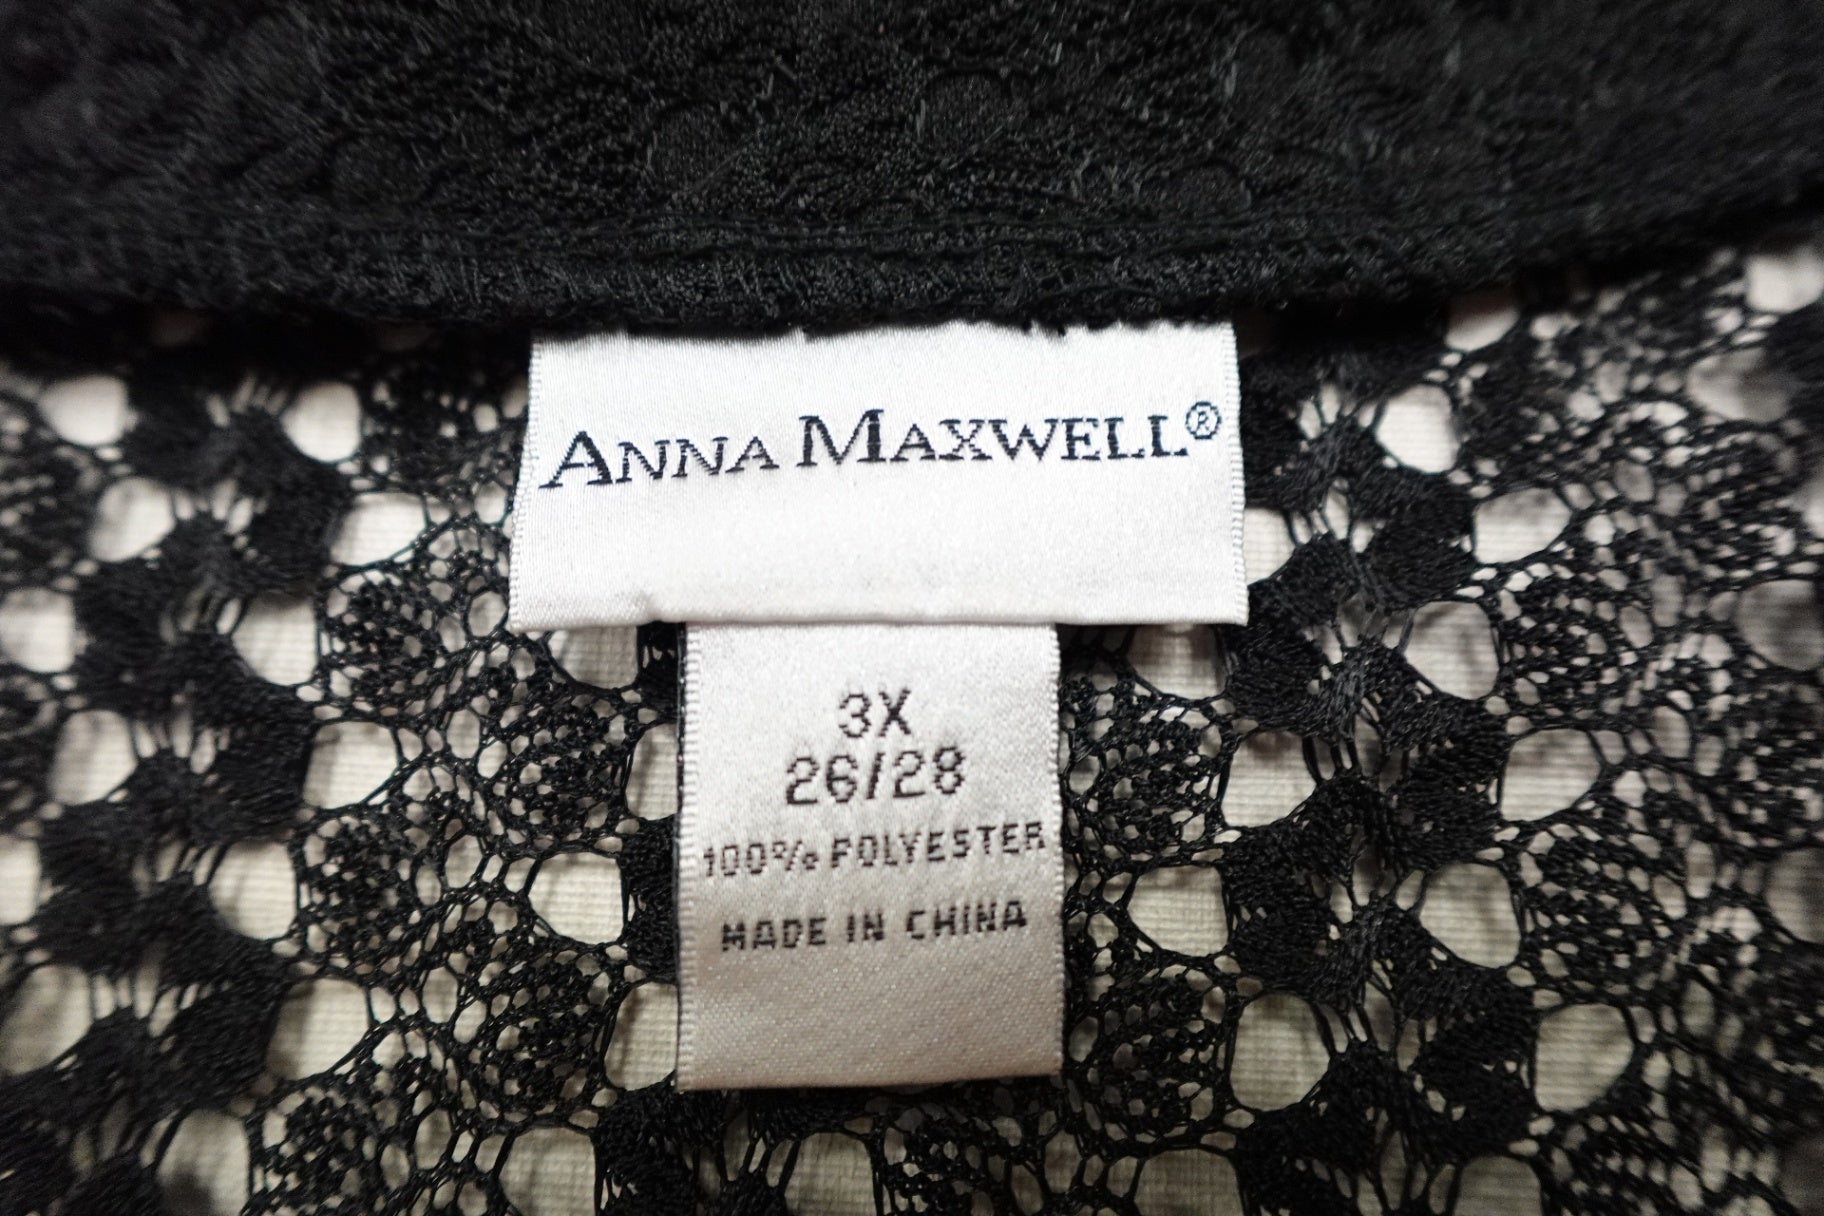 ANNA MAXWELL®
3X
26/28
100% POLYESTER
MADE IN CHINA